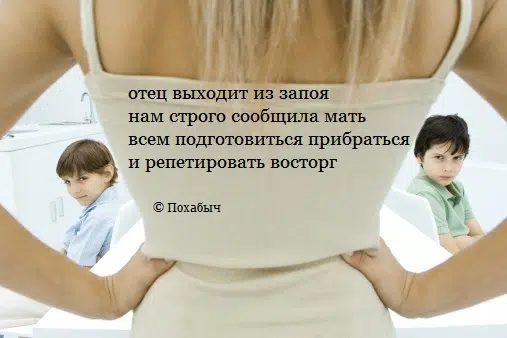 отец выходит из запоя
нам строго сообщила мать
всем подготовиться прибраться
и репетировать восторг
© Похабыч